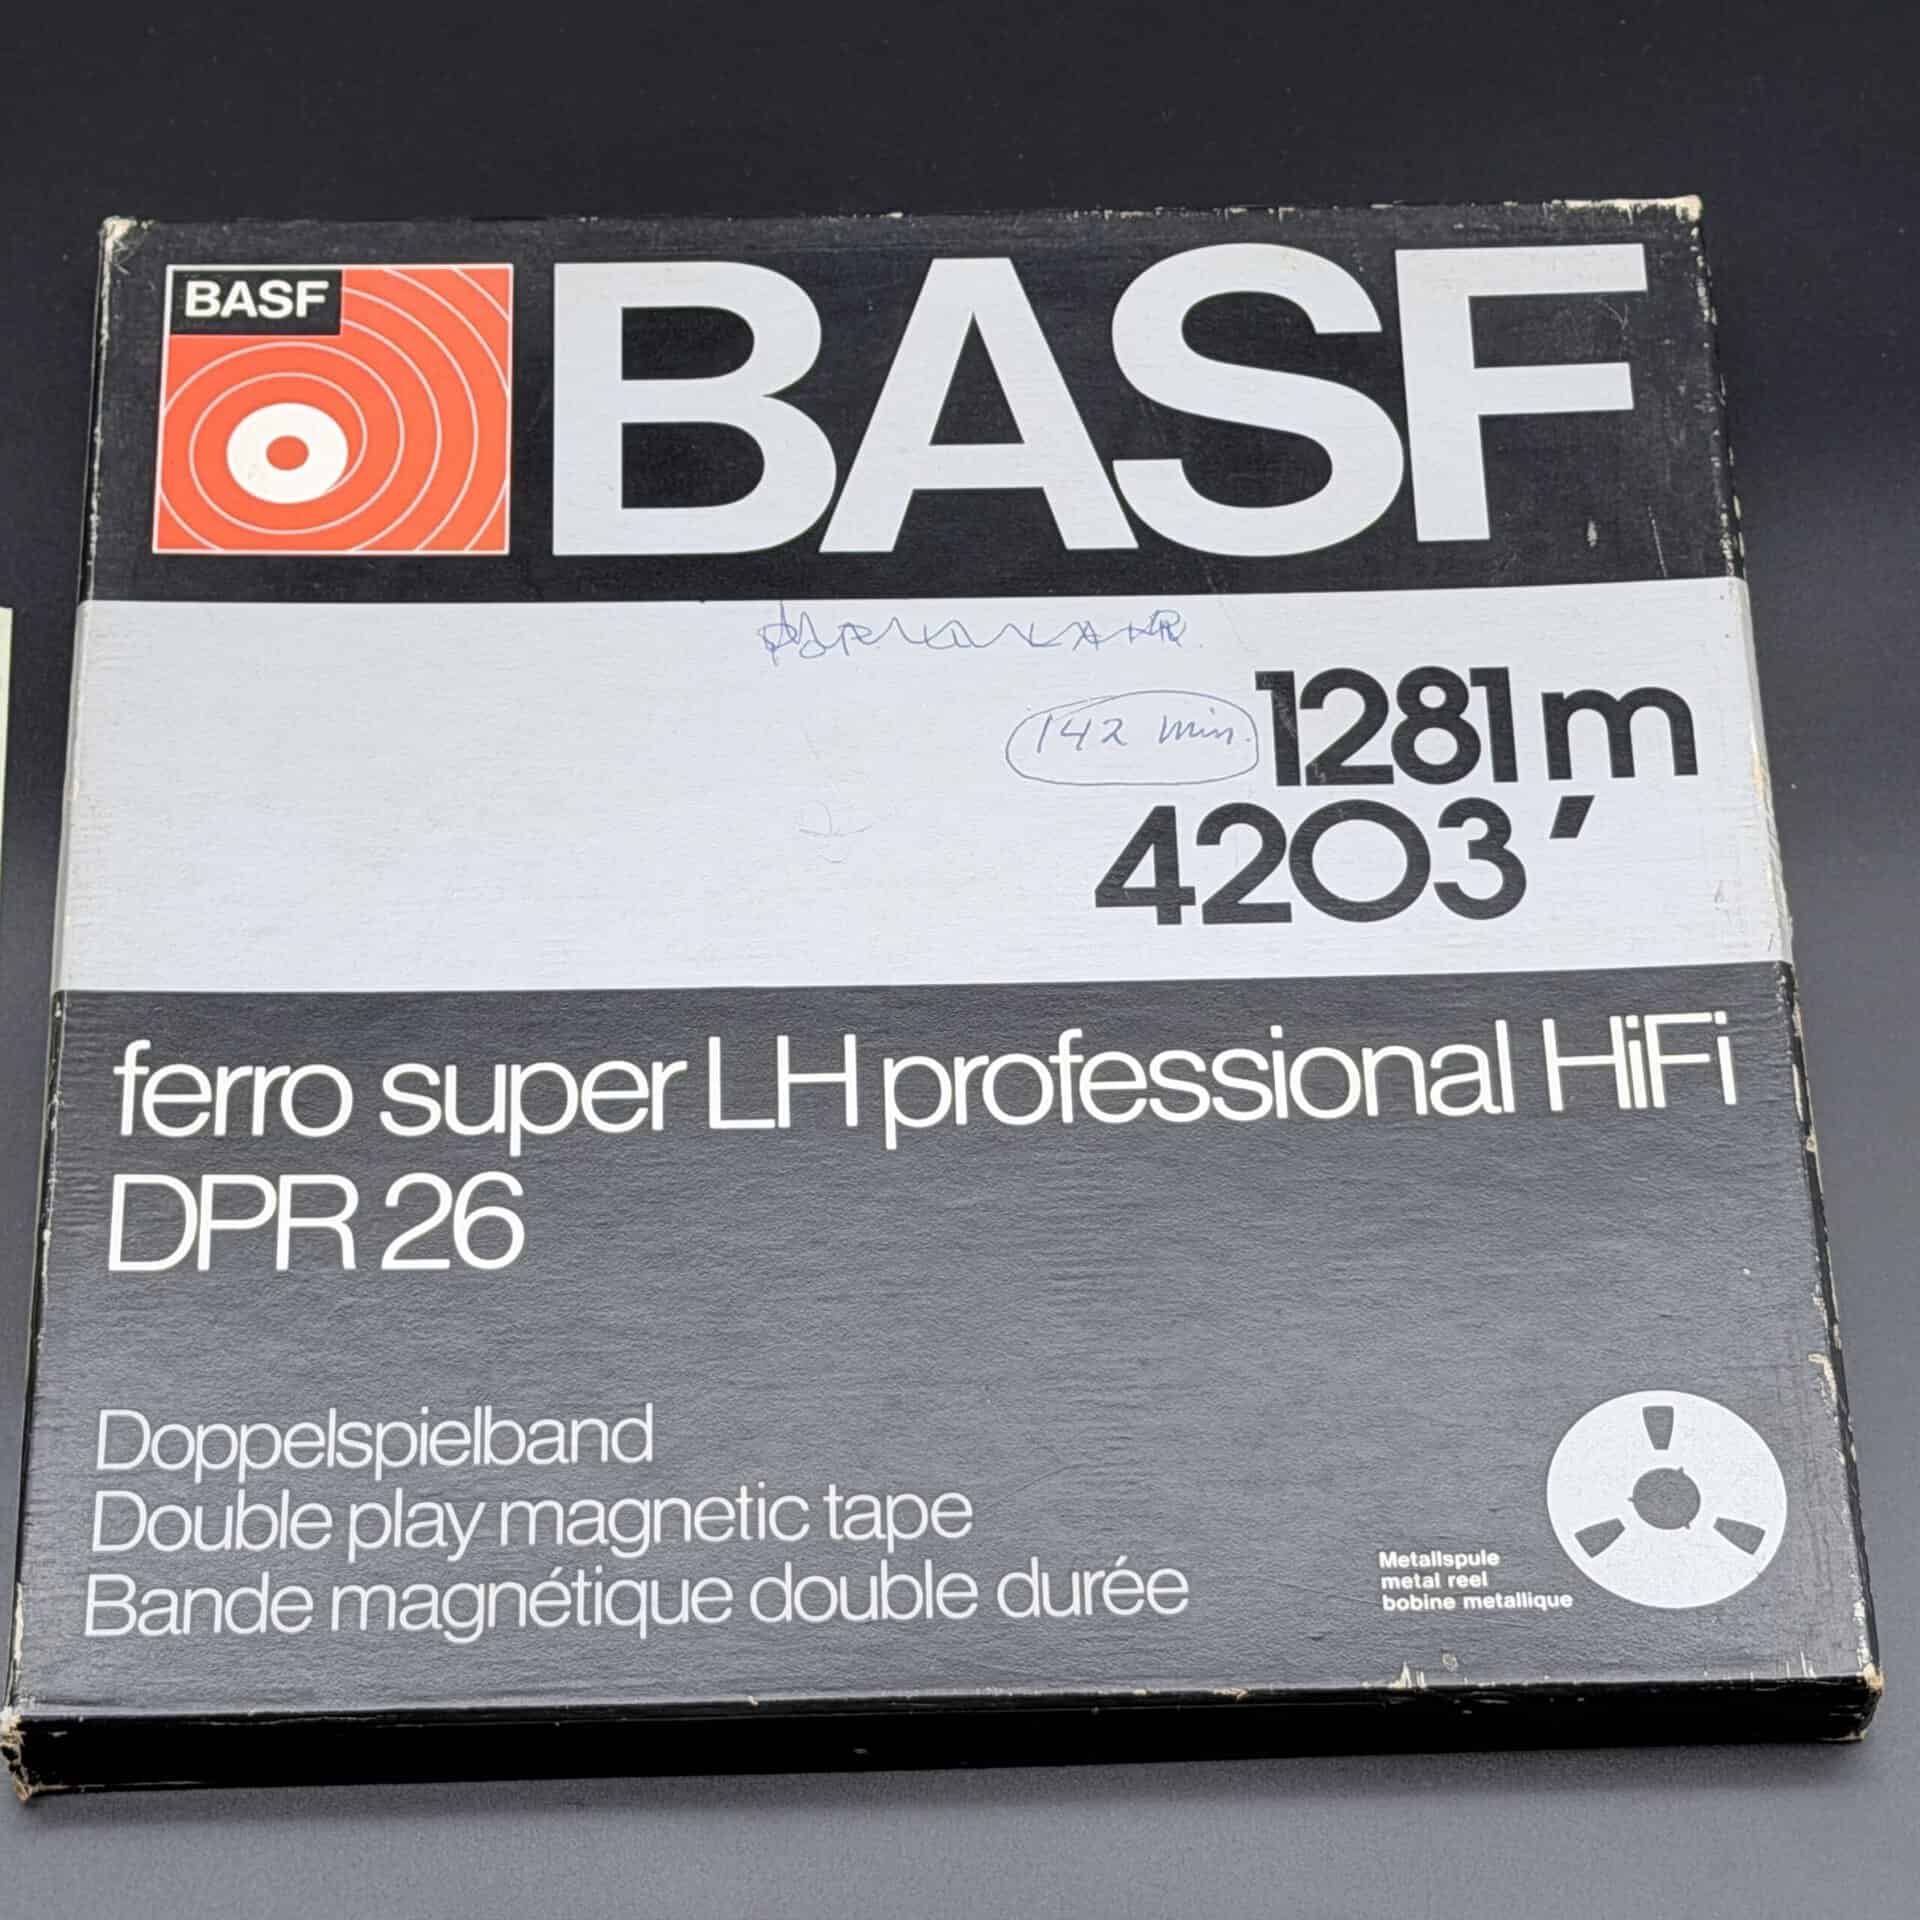 BASF
BASF
142 min.
1281 m
4203'
ferro super LH professional HiFi
DPR 26
Doppelspielband
Double play magnetic tape
Bande magnétique double durée
Metallspule
metal reel
bobine metallique